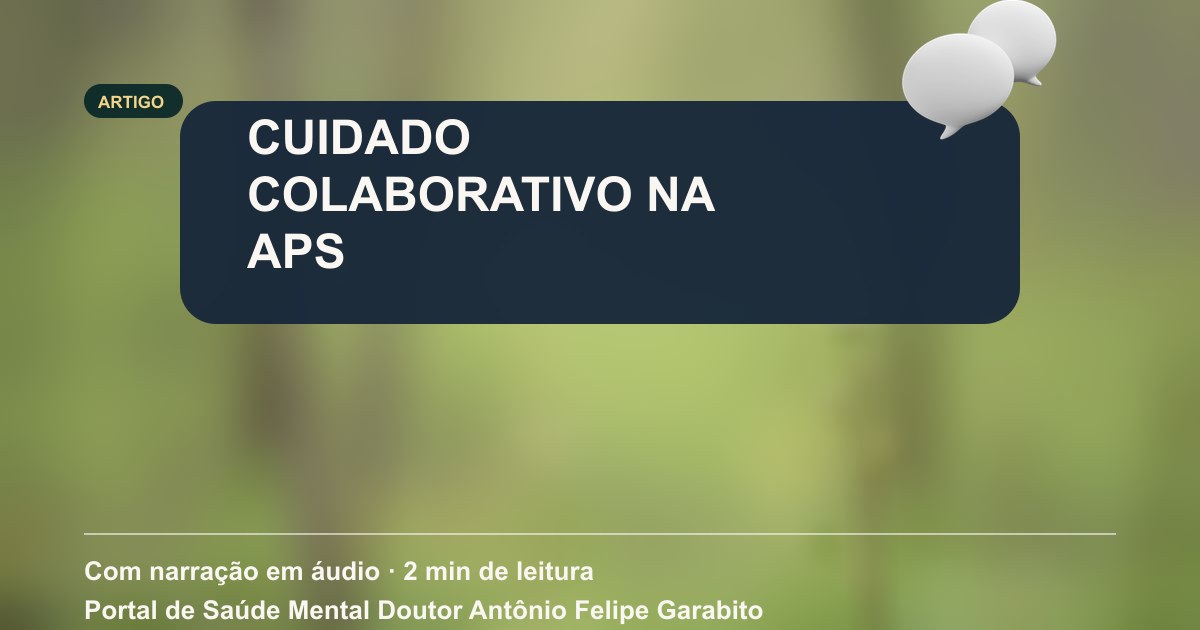 ARTIGO
CUIDADO
COLABORATIVO NA
APS
Com narração em áudio · 2 min de leitura
Portal de Saúde Mental Doutor Antônio Felipe Garabito